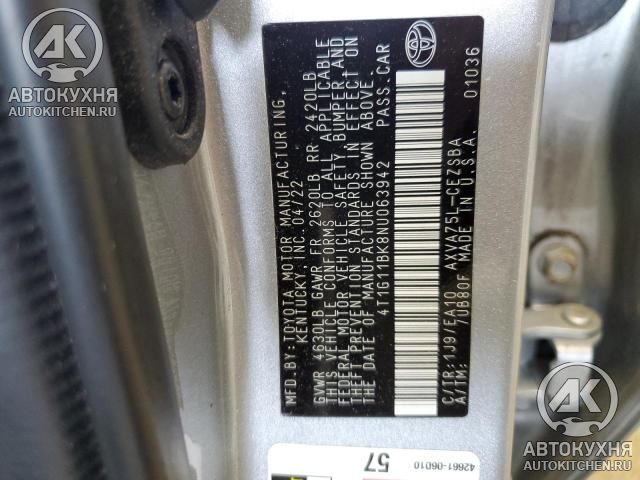 АВТОКУХНЯ
AUTOKITCHEN.RU
MFD.BY:TOYOTA MOTOR MANUFACTURING,
KENTUCKY,INC. 04/22
GVWR 4630LB GAWR FR 2620LB RR 2420LB
THIS VEHICLE CONFORMS TO ALL APPLICABLE
FEDERAL MOTOR VEHICLE SAFETY, BUMPER, AND
THEFT PREVENTION STANDARDS IN EFFECT ON
THE DATE OF MANUFACTURE SHOWN ABOVE.
4T1G11BK8NU063942 PASS.CAR
C/TR:1J9/EA10 AXVA75L-CEZSBA
A/TM: /UB80F MADE IN U.S.A. 01036
57
42661-06D10
АВТОКУХНЯ
AUTOKITCHEN.RU